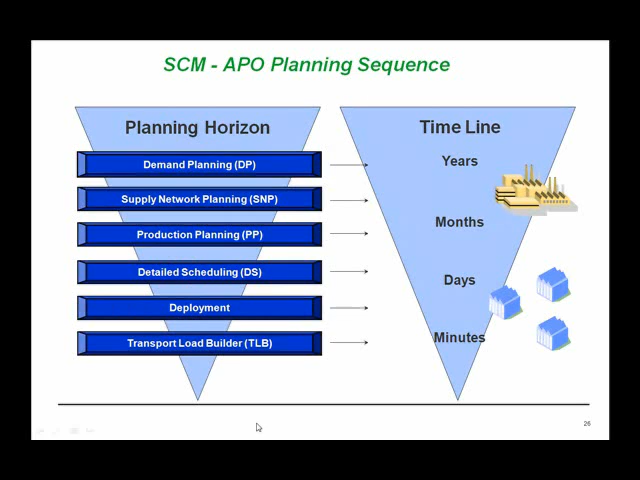 SCM - APO Planning Sequence
Planning Horizon
Demand Planning (DP)
Supply Network Planning (SNP)
Production Planning (PP)
Detailed Scheduling (DS)
Deployment
Transport Load Builder (TLB)
Time Line
Years
Months
Days
Minutes
26